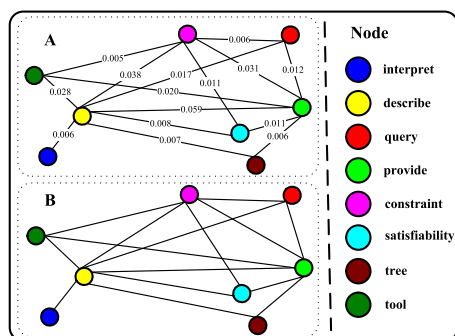 A
0.005
0.006
0.038
0.017
0.031
0.012
0.011
0.028
0.020
0.059
0.006
0.008
0.011
0.007
0.006
B
Node
interpret
describe
query
provide
constraint
satisfiability
tree
tool